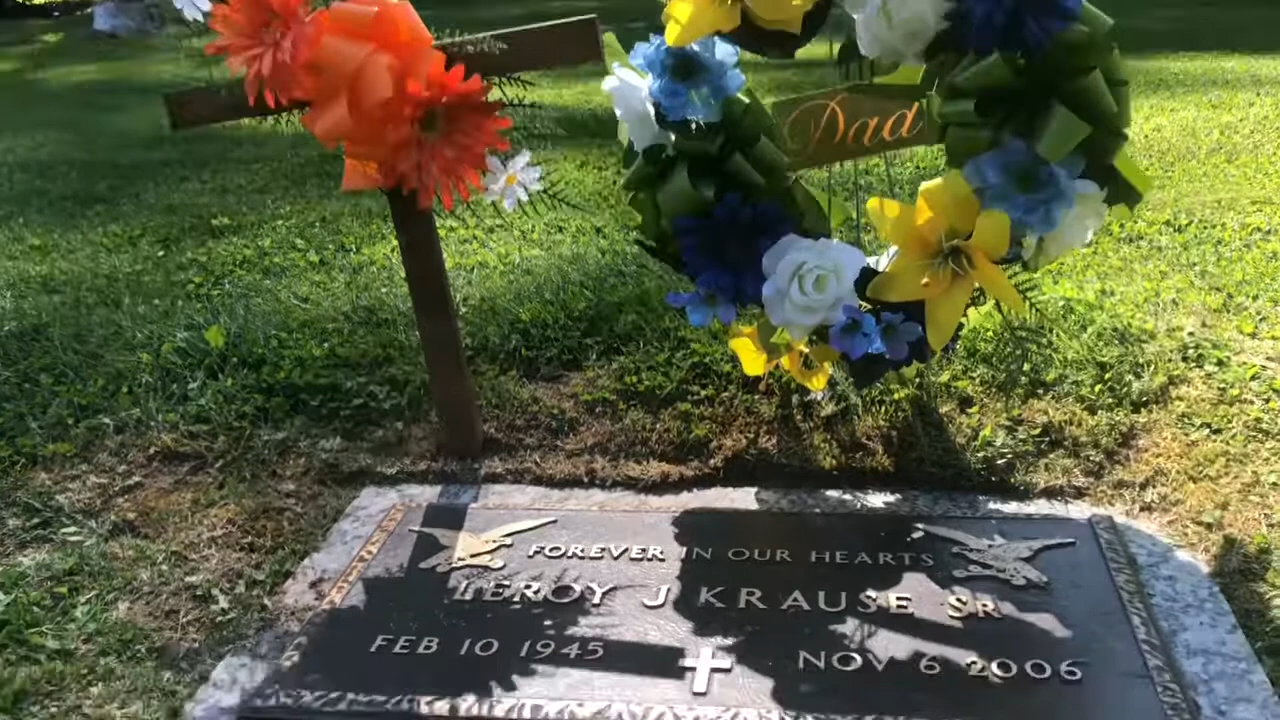 Dad
FOREVER IN OUR HEARTS
LEROY J KRAUSE SR
FEB 10 1945 NOV 6 2006